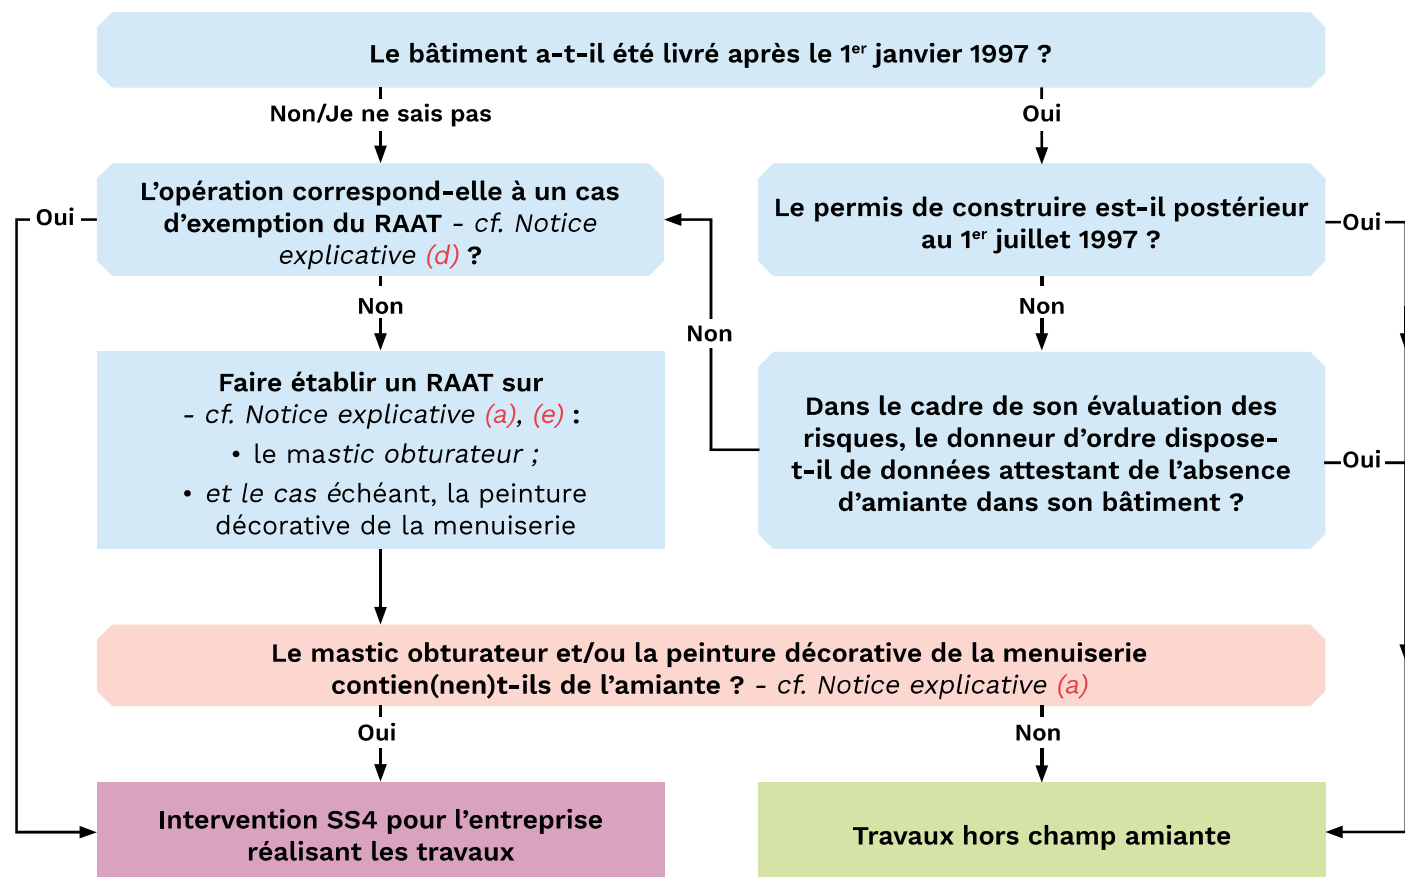 Le bâtiment a-t-il été livré après le 1er janvier 1997 ?
Non/Je ne sais pas
Oui
L'opération correspond-elle à un cas
d'exemption du RAAT - cf. Notice
explicative (d) ?
Oui
Le permis de construire est-il postérieur
au 1er juillet 1997 ?
Oui
Non
Non
Non
Faire établir un RAAT sur
- cf. Notice explicative (a), (e) :
• le mastic obturateur ;
• et le cas échéant, la peinture
décorative de la menuiserie
Dans le cadre de son évaluation des
risques, le donneur d'ordre dispose-
t-il de données attestant de l'absence
d'amiante dans son bâtiment ?
Oui
Le mastic obturateur et/ou la peinture décorative de la menuiserie
contien(nen)t-ils de l'amiante ? - cf. Notice explicative (a)
Oui
Non
Intervention SS4 pour l'entreprise
réalisant les travaux
Travaux hors champ amiante